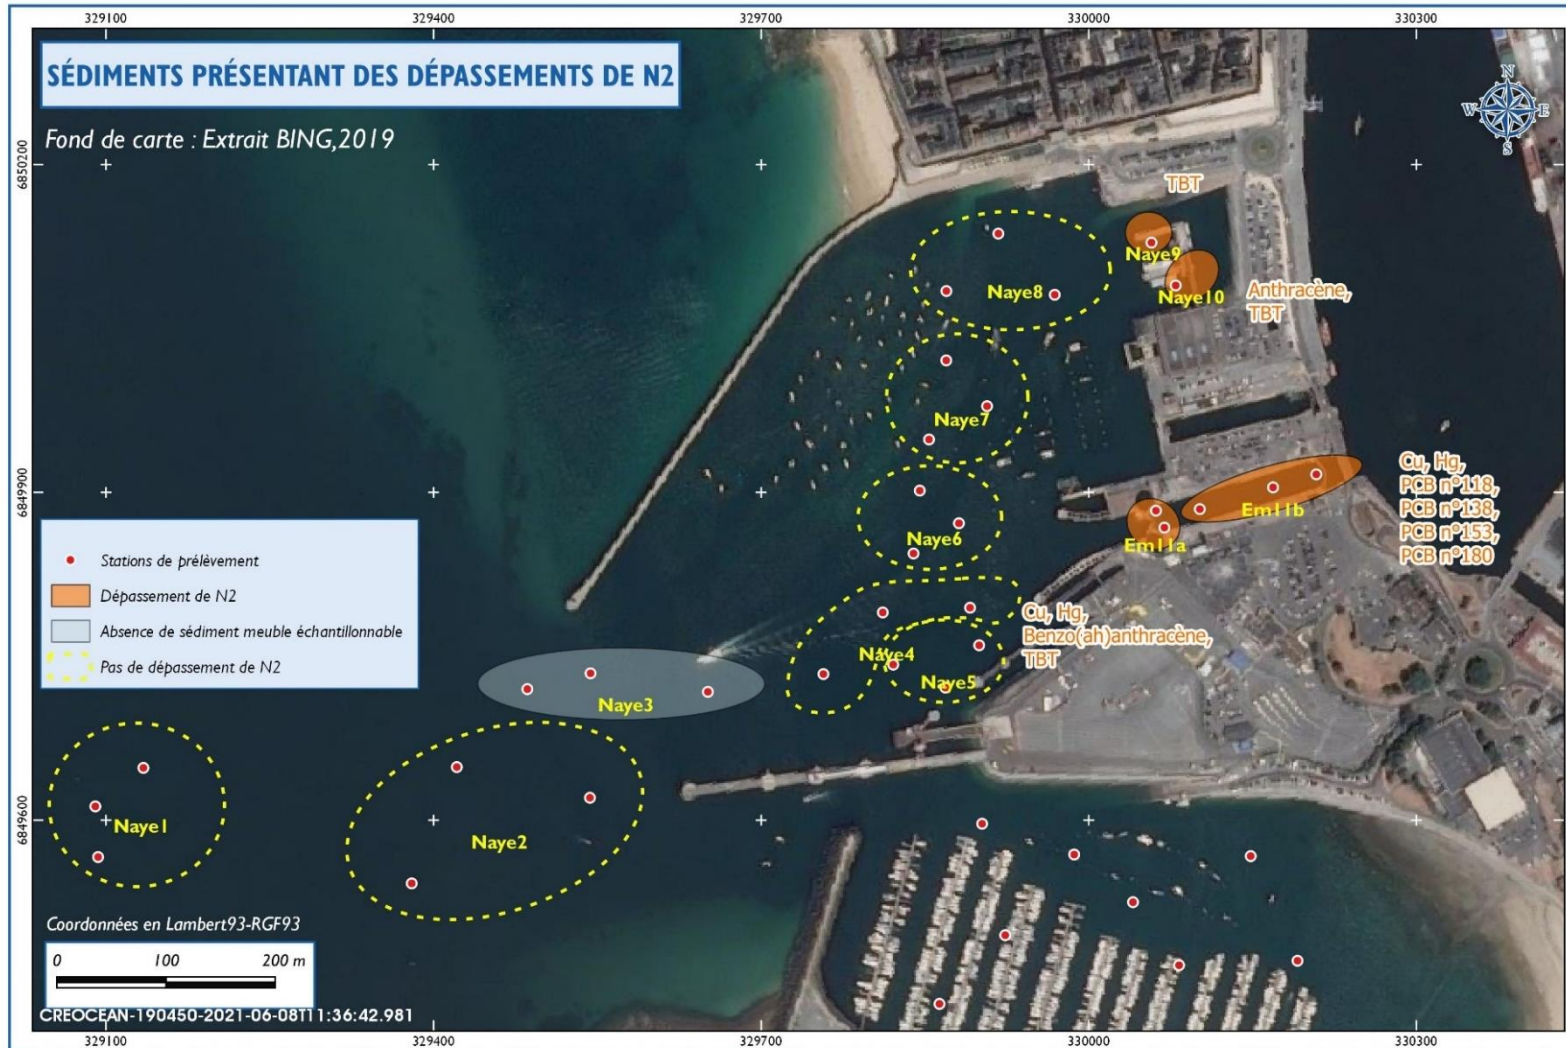 329100
329400
329700
330000
330300
SÉDIMENTS PRÉSENTANT DES DÉPASSEMENTS DE N2
Fond de carte : Extrait BING,2019
N
W
E
S
6850200
TBT
Naye9
Naye8
Naye10
Anthracène,
TBT
Naye7
6849900
Cu, Hg,
PCB n°118,
PCB n°138,
PCB n°153,
PCB n°180
Em11b
Em11a
Naye6
Stations de prélèvement
Dépassement de N2
Absence de sédiment meuble échantillonnable
Pas de dépassement de N2
Cu, Hg,
Benzo(ah)anthracène,
TBT
Naye4
Naye5
Naye3
6849600
Naye1
Naye2
Coordonnées en Lambert93-RGF93
0 100 200 m
CREOCEAN-190450-2021-06-08T11:36:42.981
329100
329400
329700
330000
330300